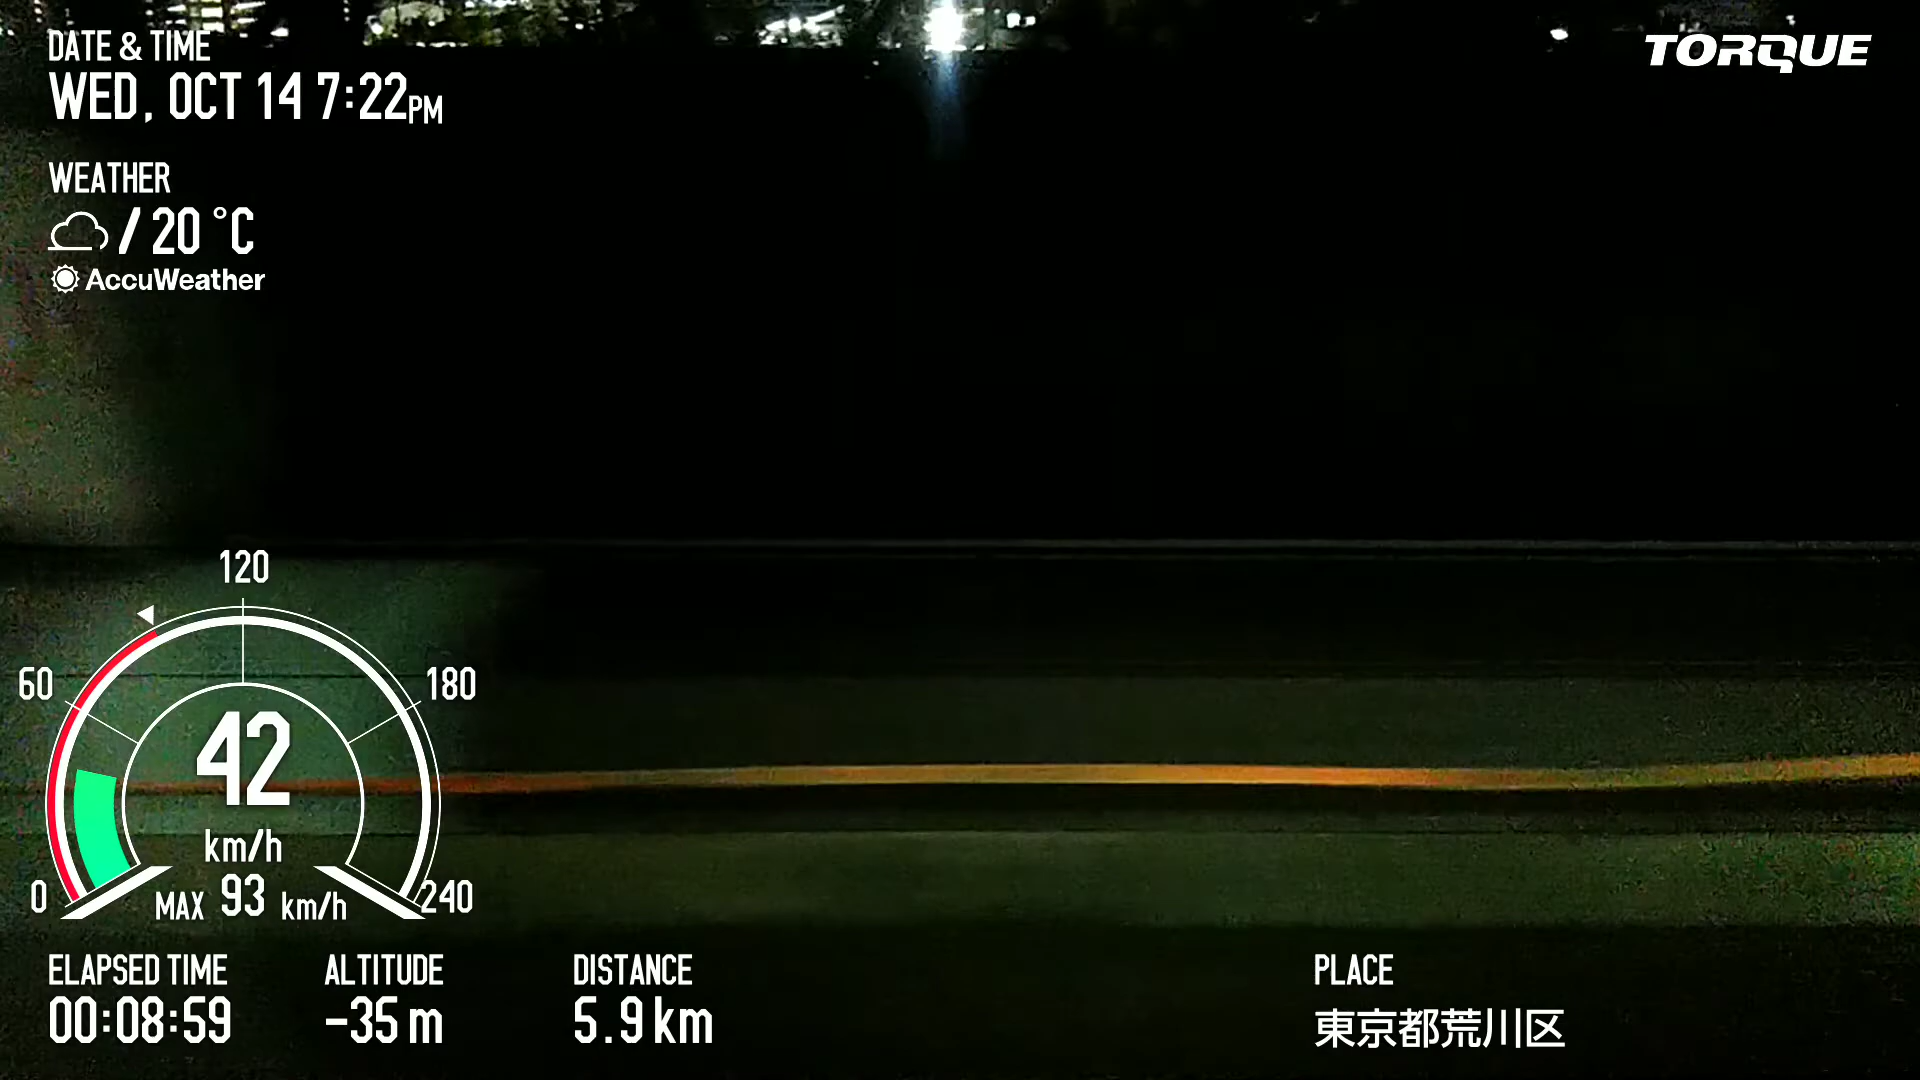 DATE & TIME
WED, OCT 14 7:22PM
TORQUE
WEATHER
/ 20 °C
AccuWeather
120
60
180
42
km/h
0
MAX 93 km/h
240
ELAPSED TIME
00:08:59
ALTITUDE
-35 m
DISTANCE
5.9 km
PLACE
東京都荒川区